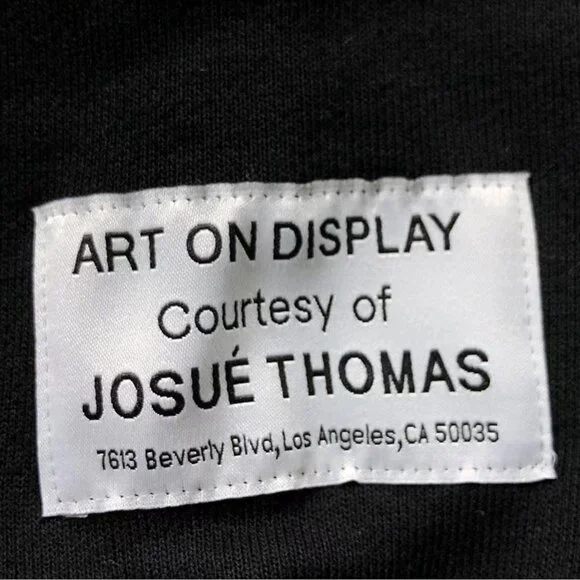 ART ON DISPLAY
Courtesy of
JOSUÉ THOMAS
7613 Beverly Blvd, Los Angeles, CA 50035